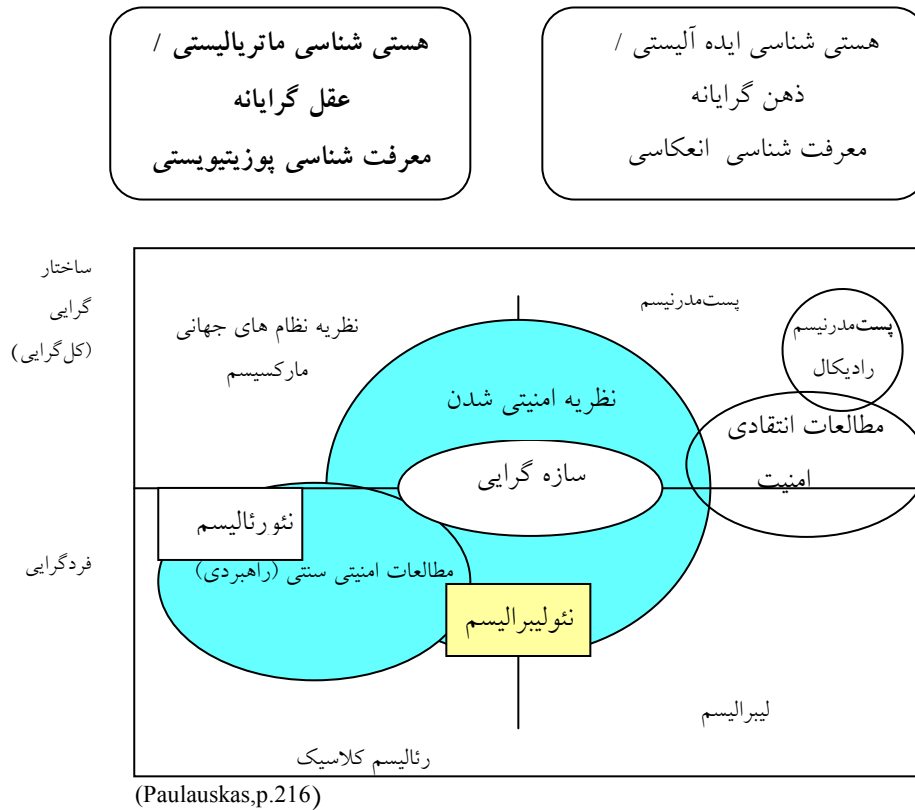 هستی شناسی ایده آلیستی /
ذهن گرایانه
معرفت شناسی انعکاسی
هستی شناسی ماتریالیستی /
عقل گرایانه
معرفت شناسی پوزیتیویستی
ساختار
گرایی
(کل‌گرایی)
فردگرایی
پست‌مدرنیسم
پست‌مدرنیسم
رادیکال
نظریه نظام های جهانی
مارکسیسم
نظریه امنیتی شدن
مطالعات انتقادی
امنیت
سازه گرایی
نئورئالیسم
مطالعات امنیتی سنتی (راهبردی)
نئولیبرالیسم
لیبرالیسم
رئالیسم کلاسیک
(Paulauskas,p.216)